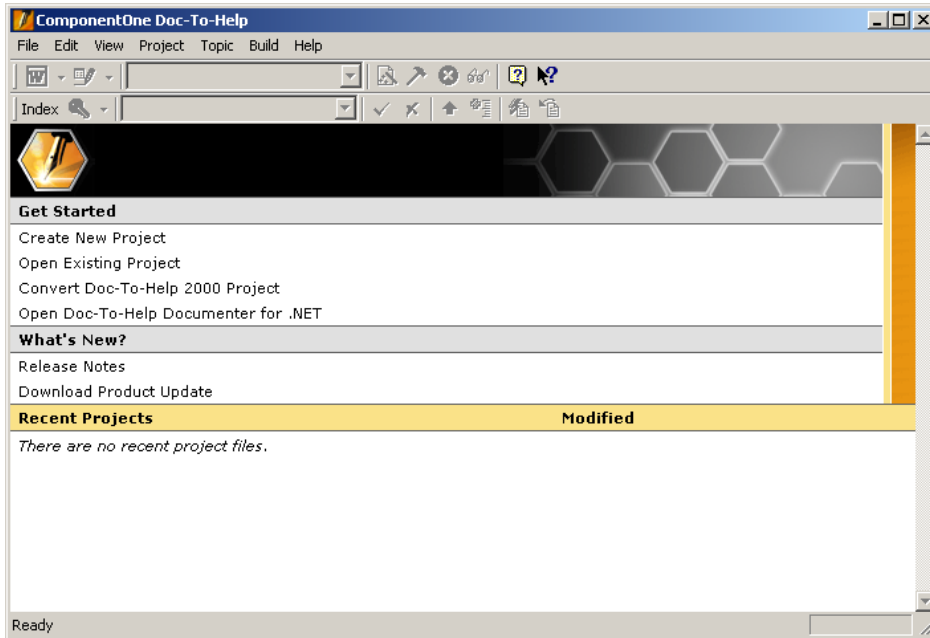 ComponentOne Doc-To-Help
File Edit View Project Topic Build Help
Index
Get Started
Create New Project
Open Existing Project
Convert Doc-To-Help 2000 Project
Open Doc-To-Help Documenter for .NET
What's New?
Release Notes
Download Product Update
Recent Projects Modified
There are no recent project files.
Ready